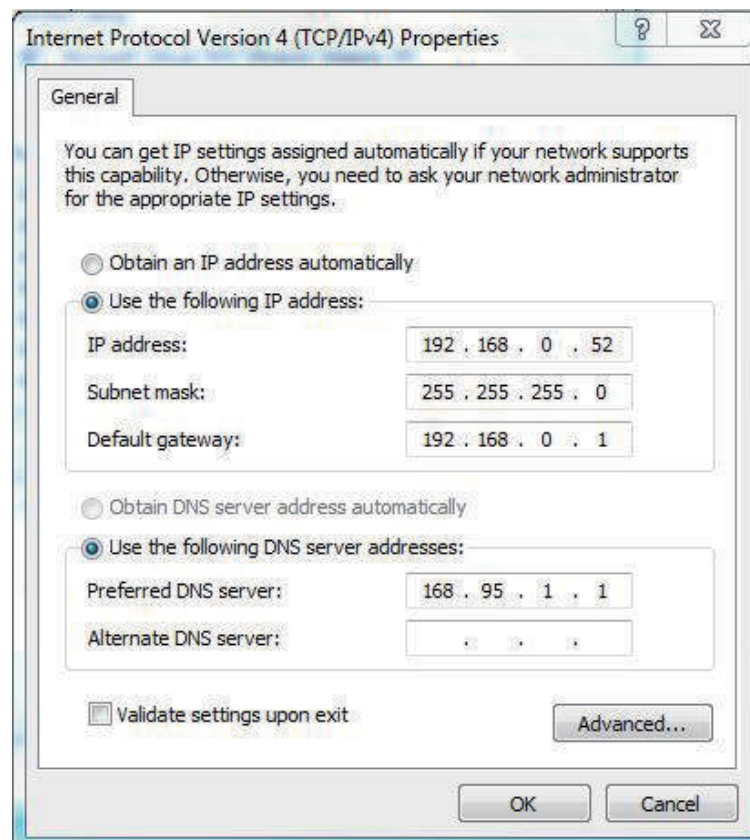 Internet Protocol Version 4 (TCP/IPv4) Properties
General
You can get IP settings assigned automatically if your network supports
this capability. Otherwise, you need to ask your network administrator
for the appropriate IP settings.
Obtain an IP address automatically
Use the following IP address:
IP address: 192 . 168 . 0 . 52
Subnet mask: 255 . 255 . 255 . 0
Default gateway: 192 . 168 . 0 . 1
Obtain DNS server address automatically
Use the following DNS server addresses:
Preferred DNS server: 168 . 95 . 1 . 1
Alternate DNS server: . . .
Validate settings upon exit
Advanced...
OK Cancel